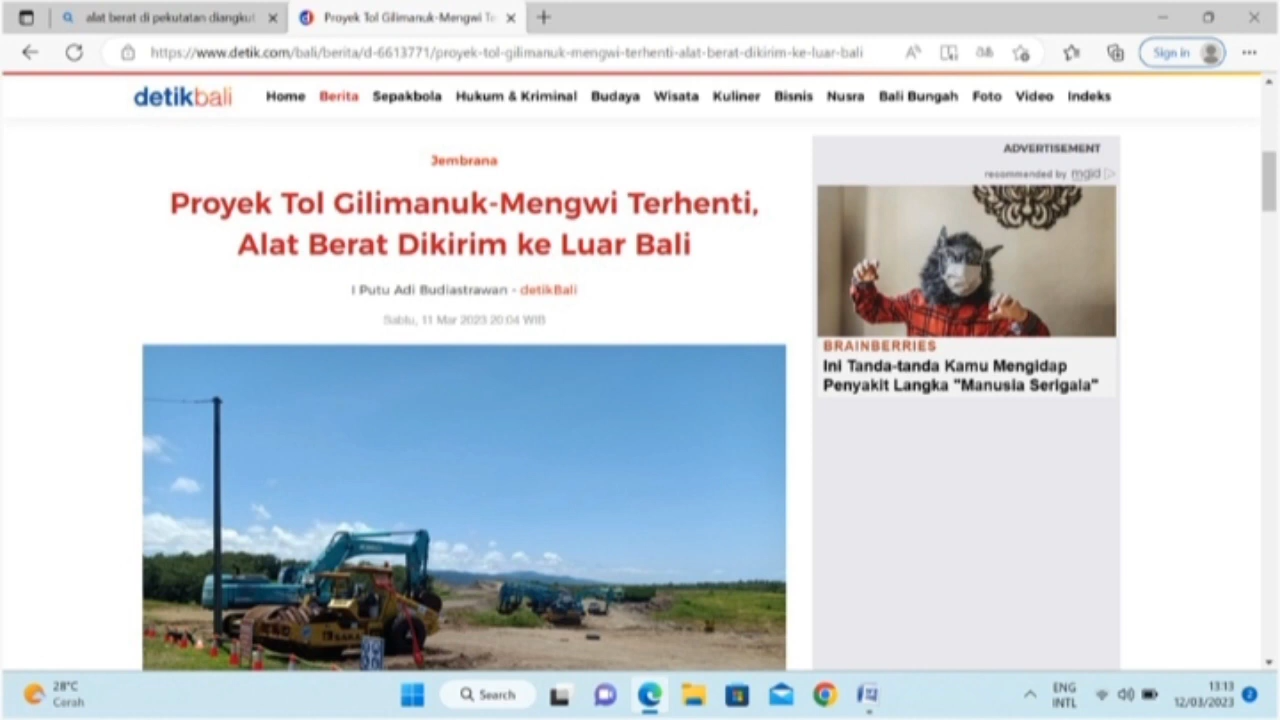 alat berat di pekutatan diangkut
Proyek Tol Gilimanuk-Mengwi Te
https://www.detik.com/bali/berita/d-6613771/proyek-tol-gilimanuk-mengwi-terhenti-alat-berat-dikirim-ke-luar-bali
Sign in
detikbali
Home Berita Sepakbola Hukum & Kriminal Budaya Wisata Kuliner Bisnis Nusra Bali Bungah Foto Video Indeks
Jembrana
Proyek Tol Gilimanuk-Mengwi Terhenti,
Alat Berat Dikirim ke Luar Bali
I Putu Adi Budiastrawan - detikBali
Sabtu, 11 Mar 2023 20:04 WIB
ADVERTISEMENT
recommended by mgid
BRAINBERRIES
Ini Tanda-tanda Kamu Mengidap
Penyakit Langka "Manusia Serigala"
28°C
Cerah
Search
ENG
INTL
13:13
12/03/2023
2